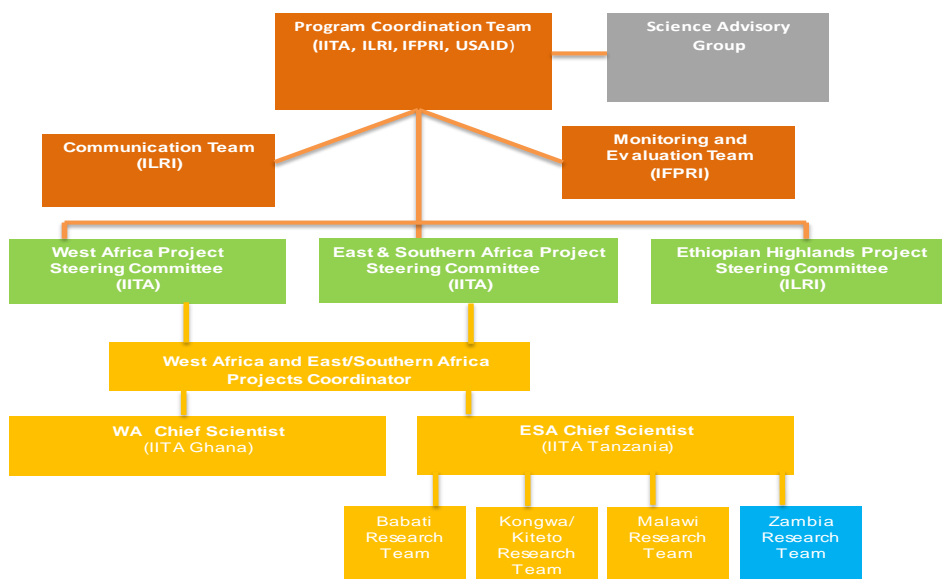 Program Coordination Team
(IITA, ILRI, IFPRI, USAID)
Science Advisory
Group
Communication Team
(ILRI)
Monitoring and
Evaluation Team
(IFPRI)
West Africa Project
Steering Committee
(IITA)
East & Southern Africa Project
Steering Committee
(IITA)
Ethiopian Highlands Project
Steering Committee
(ILRI)
West Africa and East/Southern Africa
Projects Coordinator
WA Chief Scientist
(IITA Ghana)
ESA Chief Scientist
(IITA Tanzania)
Babati
Research
Team
Kongwa/
Kiteto
Research
Team
Malawi
Research
Team
Zambia
Research
Team